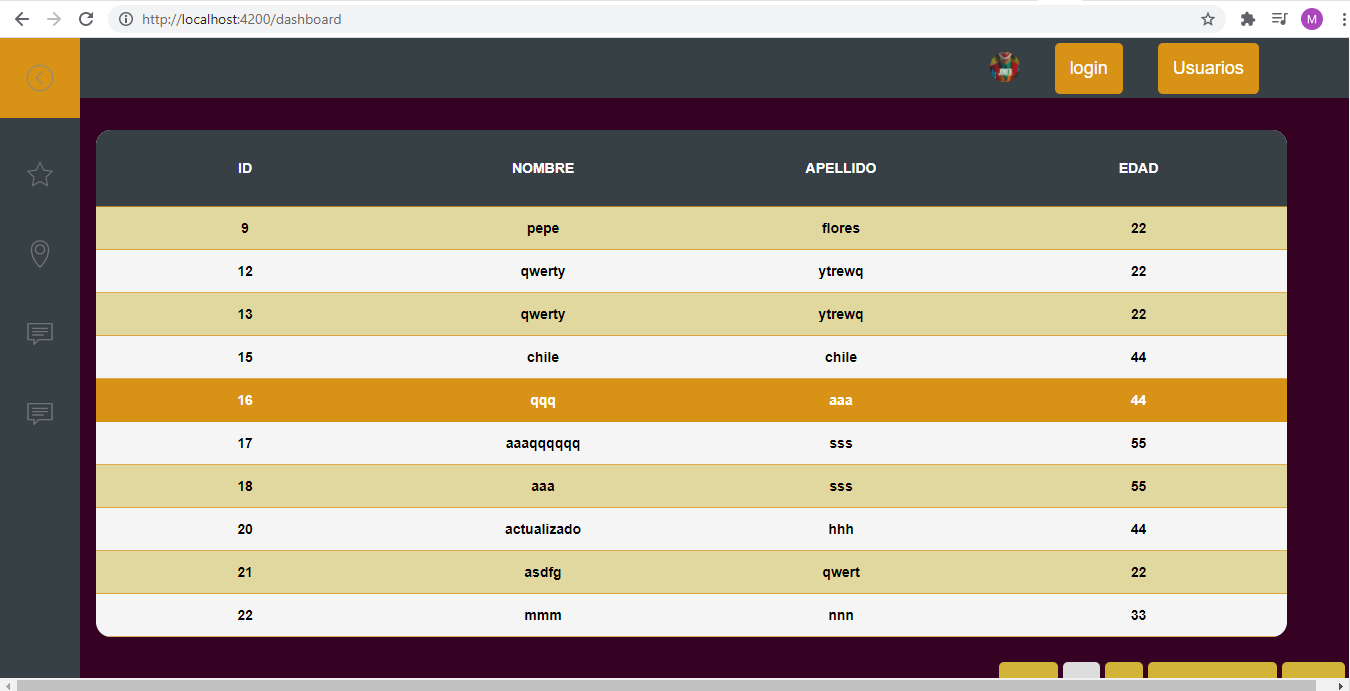 http://localhost:4200/dashboard
M
login Usuarios
ID NOMBRE APELLIDO EDAD
9 pepe flores 22
12 qwerty ytrewq 22
13 qwerty ytrewq 22
15 chile chile 44
16 qqq aaa 44
17 aaaqqqqqq sss 55
18 aaa sss 55
20 actualizado hhh 44
21 asdfg qwert 22
22 mmm nnn 33